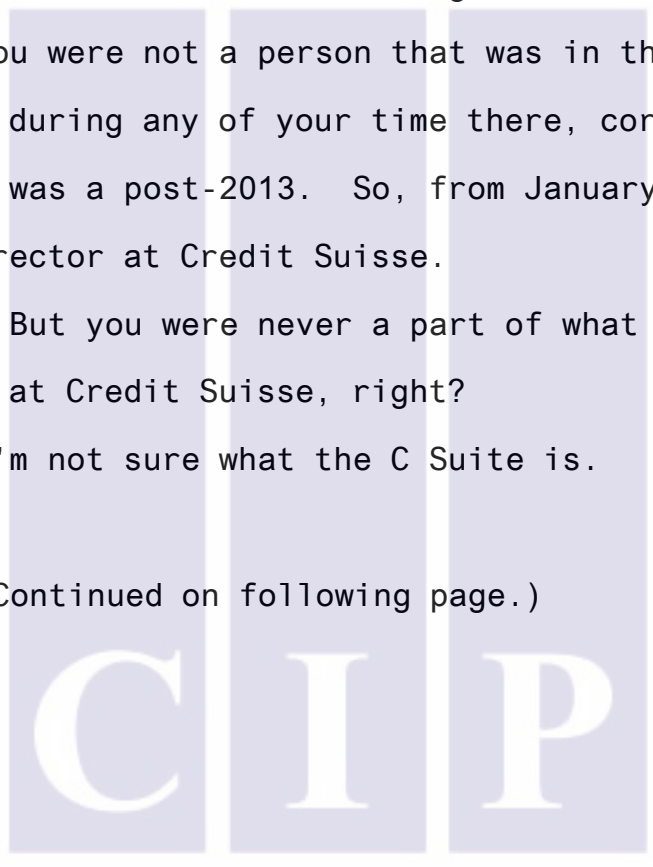 ou were not a person that was in th
during any of your time there, cor
was a post-2013. So, from January
rector at Credit Suisse.
But you were never a part of what
at Credit Suisse, right?
'm not sure what the C Suite is.
Continued on following page.)
C I P